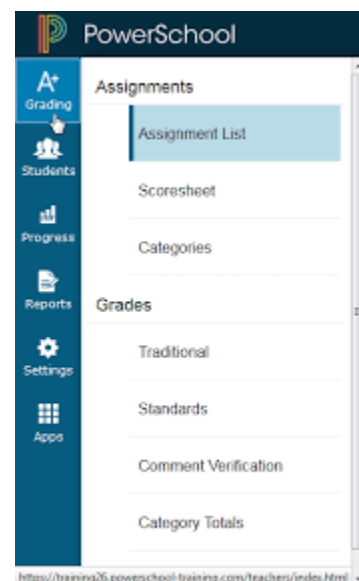 PowerSchool
A+
Grading
Students
Progress
Reports
Settings
Apps
Assignments
Assignment List
Scoresheet
Categories
Grades
Traditional
Standards
Comment Verification
Category Totals
https://training26.powerschool-training.com/teachers/index.html